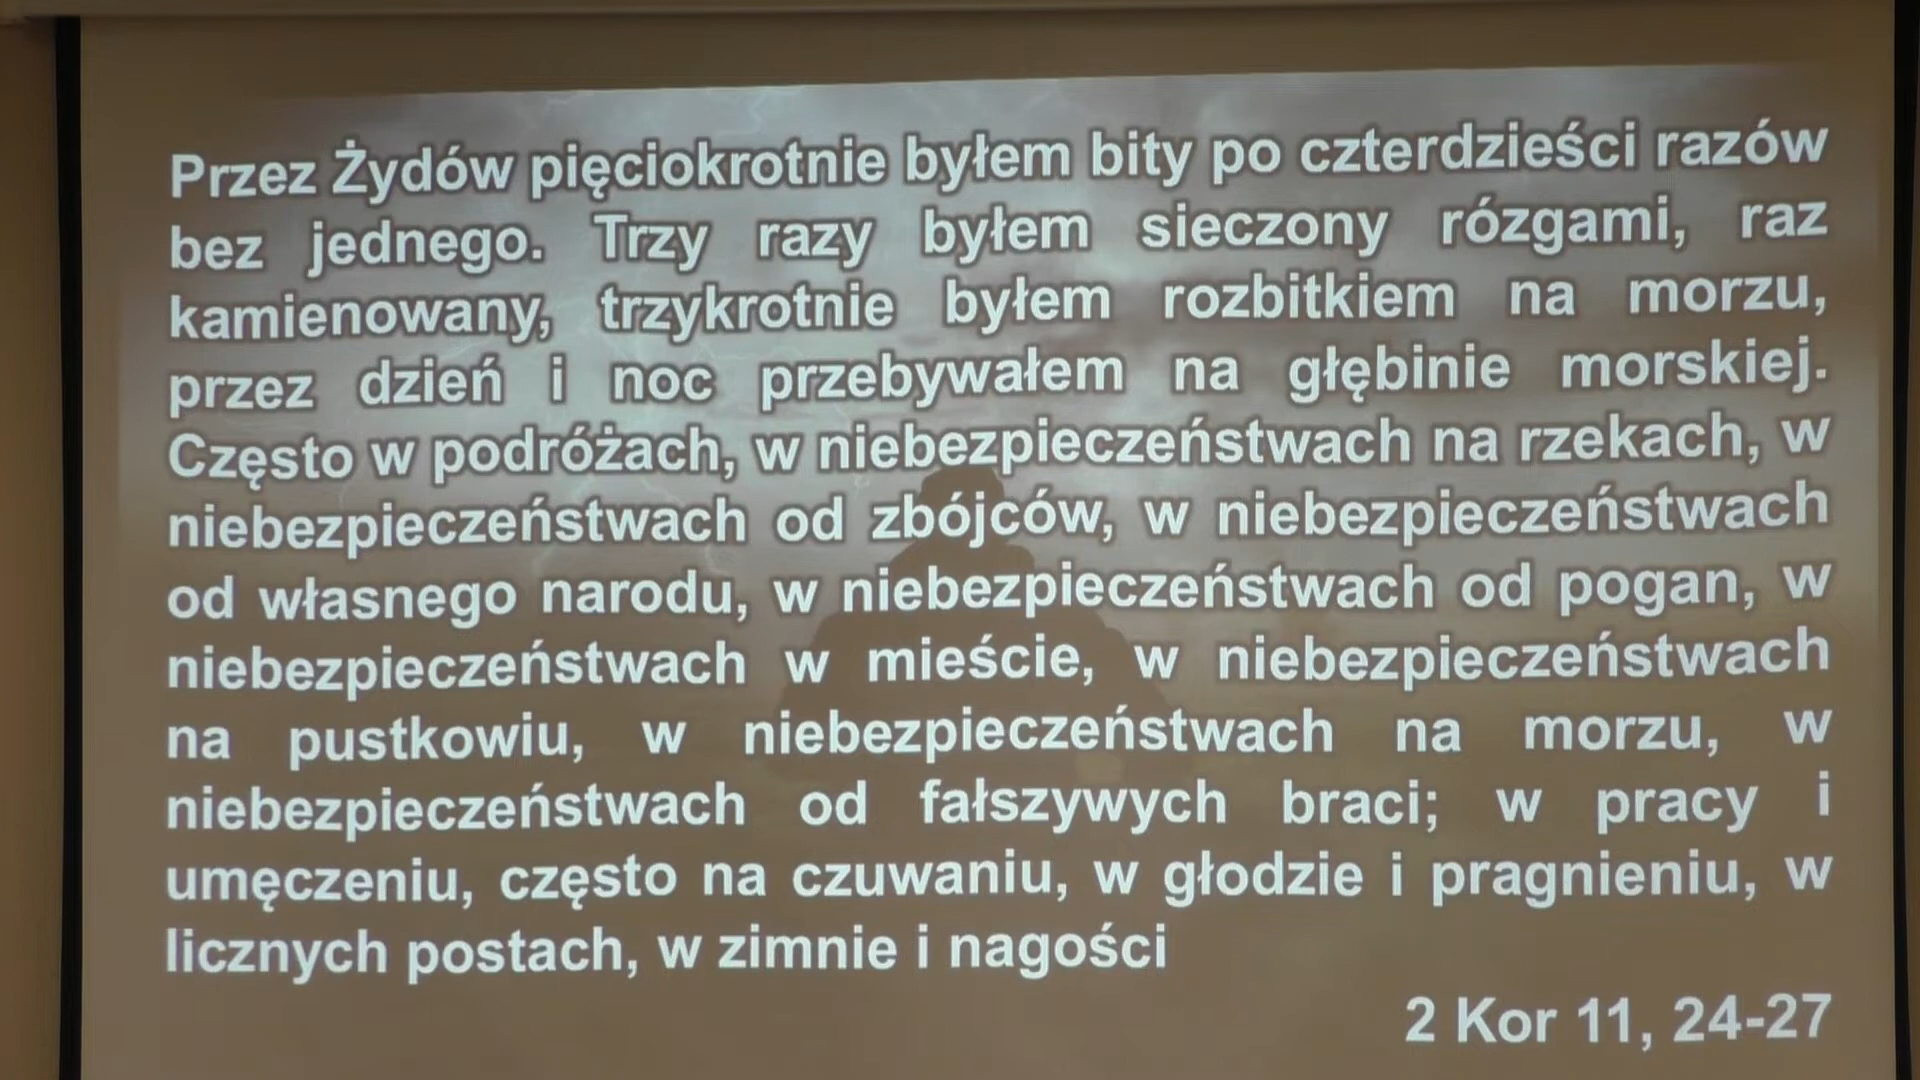 Przez Żydów pięciokrotnie byłem bity po czterdzieści razów
bez jednego. Trzy razy byłem sieczony rózgami, raz
kamienowany, trzykrotnie byłem rozbitkiem na morzu,
przez dzień i noc przebywałem na głębinie morskiej.
Często w podróżach, w niebezpieczeństwach na rzekach, w
niebezpieczeństwach od zbójców, w niebezpieczeństwach
od własnego narodu, w niebezpieczeństwach od pogan, w
niebezpieczeństwach w mieście, w niebezpieczeństwach
na pustkowiu, w niebezpieczeństwach na morzu, w
niebezpieczeństwach od fałszywych braci; w pracy i
umęczeniu, często na czuwaniu, w głodzie i pragnieniu, w
licznych postach, w zimnie i nagości
2 Kor 11, 24-27